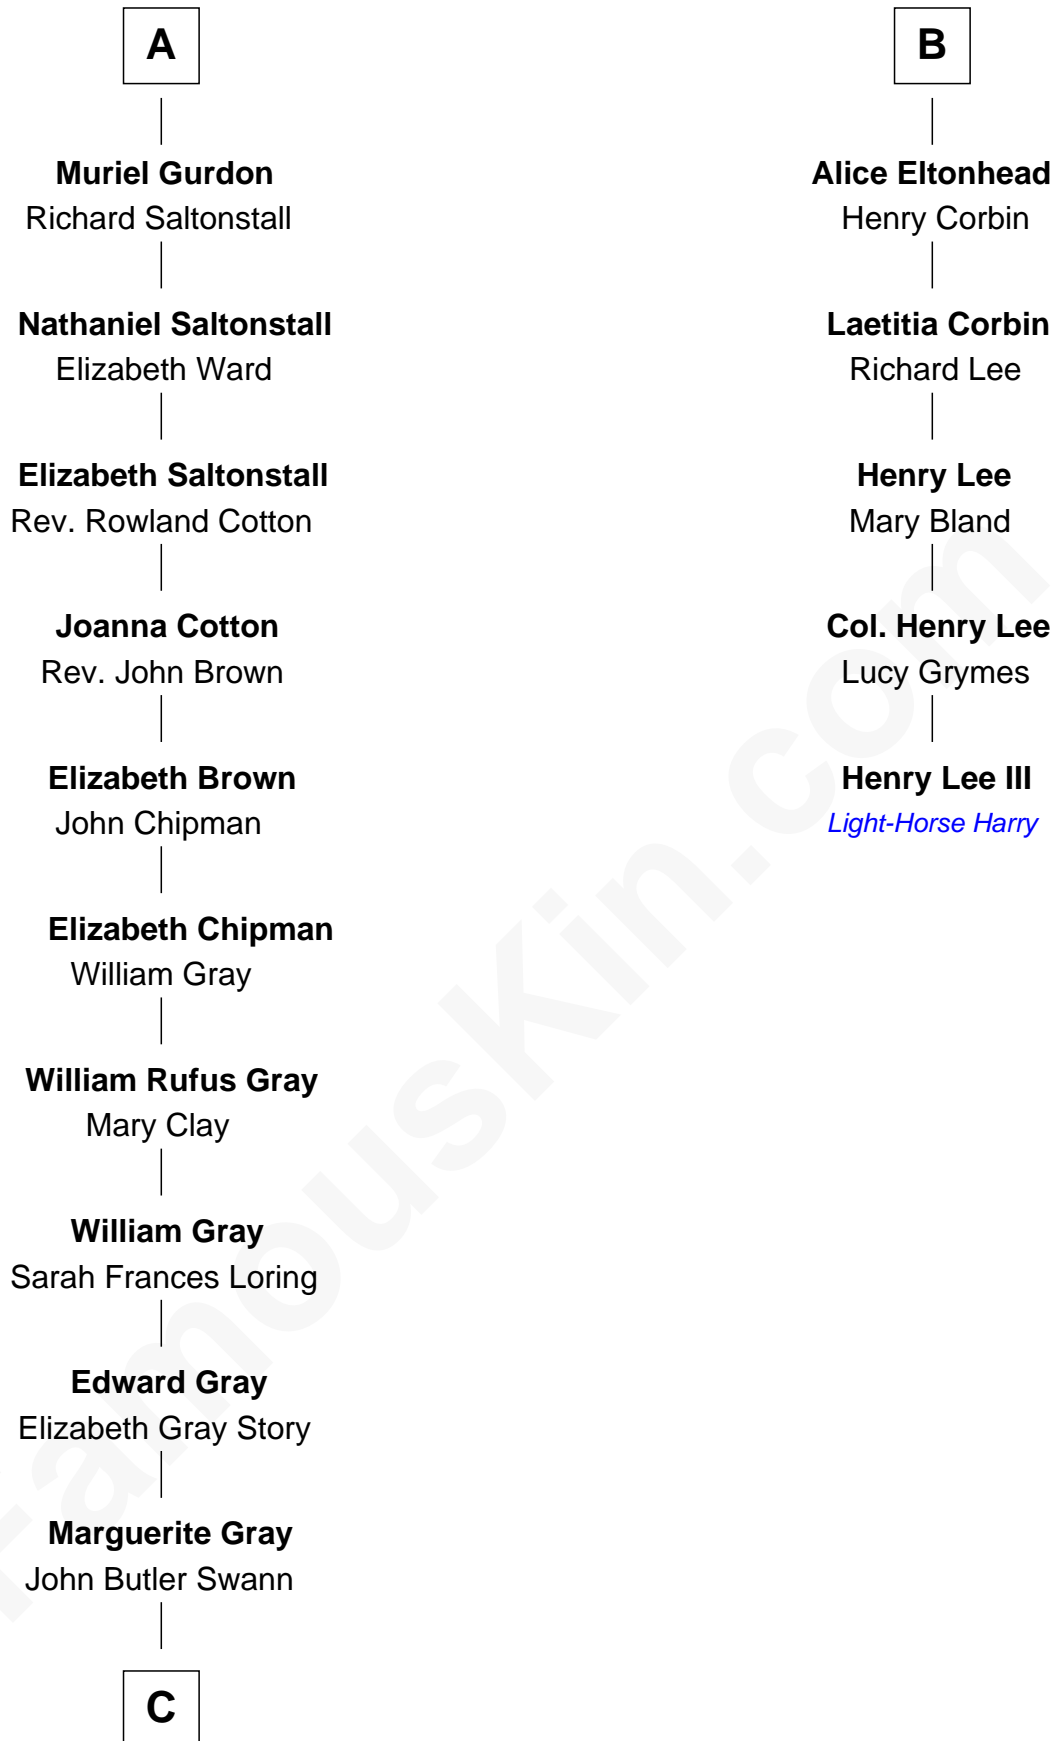 A
Muriel Gurdon
Richard Saltonstall
Nathaniel Saltonstall
Elizabeth Ward
Elizabeth Saltonstall
Rev. Rowland Cotton
Joanna Cotton
Rev. John Brown
Elizabeth Brown
John Chipman
Elizabeth Chipman
William Gray
William Rufus Gray
Mary Clay
William Gray
Sarah Frances Loring
Edward Gray
Elizabeth Gray Story
Marguerite Gray
John Butler Swann
C
B
Alice Eltonhead
Henry Corbin
Laetitia Corbin
Richard Lee
Henry Lee
Mary Bland
Col. Henry Lee
Lucy Grymes
Henry Lee III
Light-Horse Harry
FamousKin.com